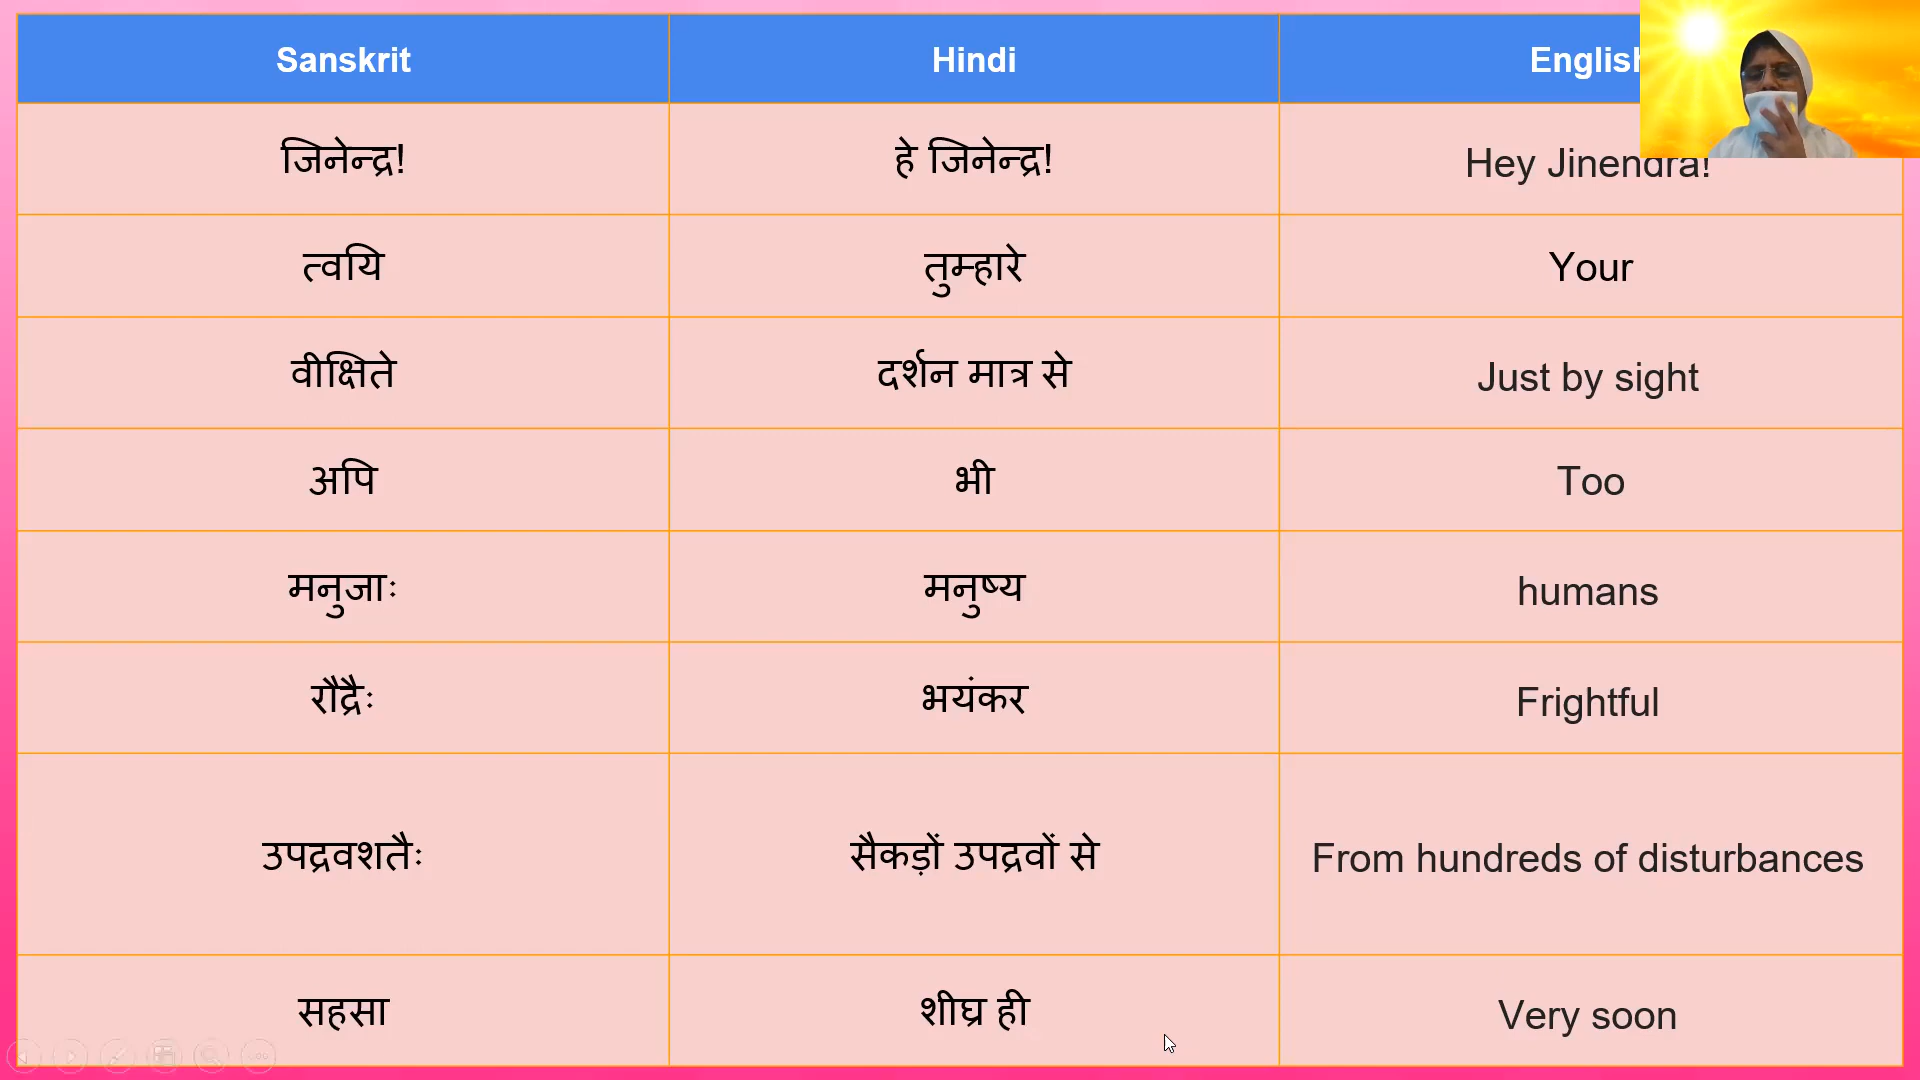 Sanskrit Hindi English
जिनेन्द्र! हे जिनेन्द्र! Hey Jinendra!
त्वयि तुम्हारे Your
वीक्षिते दर्शन मात्र से Just by sight
अपि भी Too
मनुजाः मनुष्य humans
रौद्रैः भयंकर Frightful
उपद्रवशतैः सैकड़ों उपद्रवों से From hundreds of disturbances
सहसा शीघ्र ही Very soon